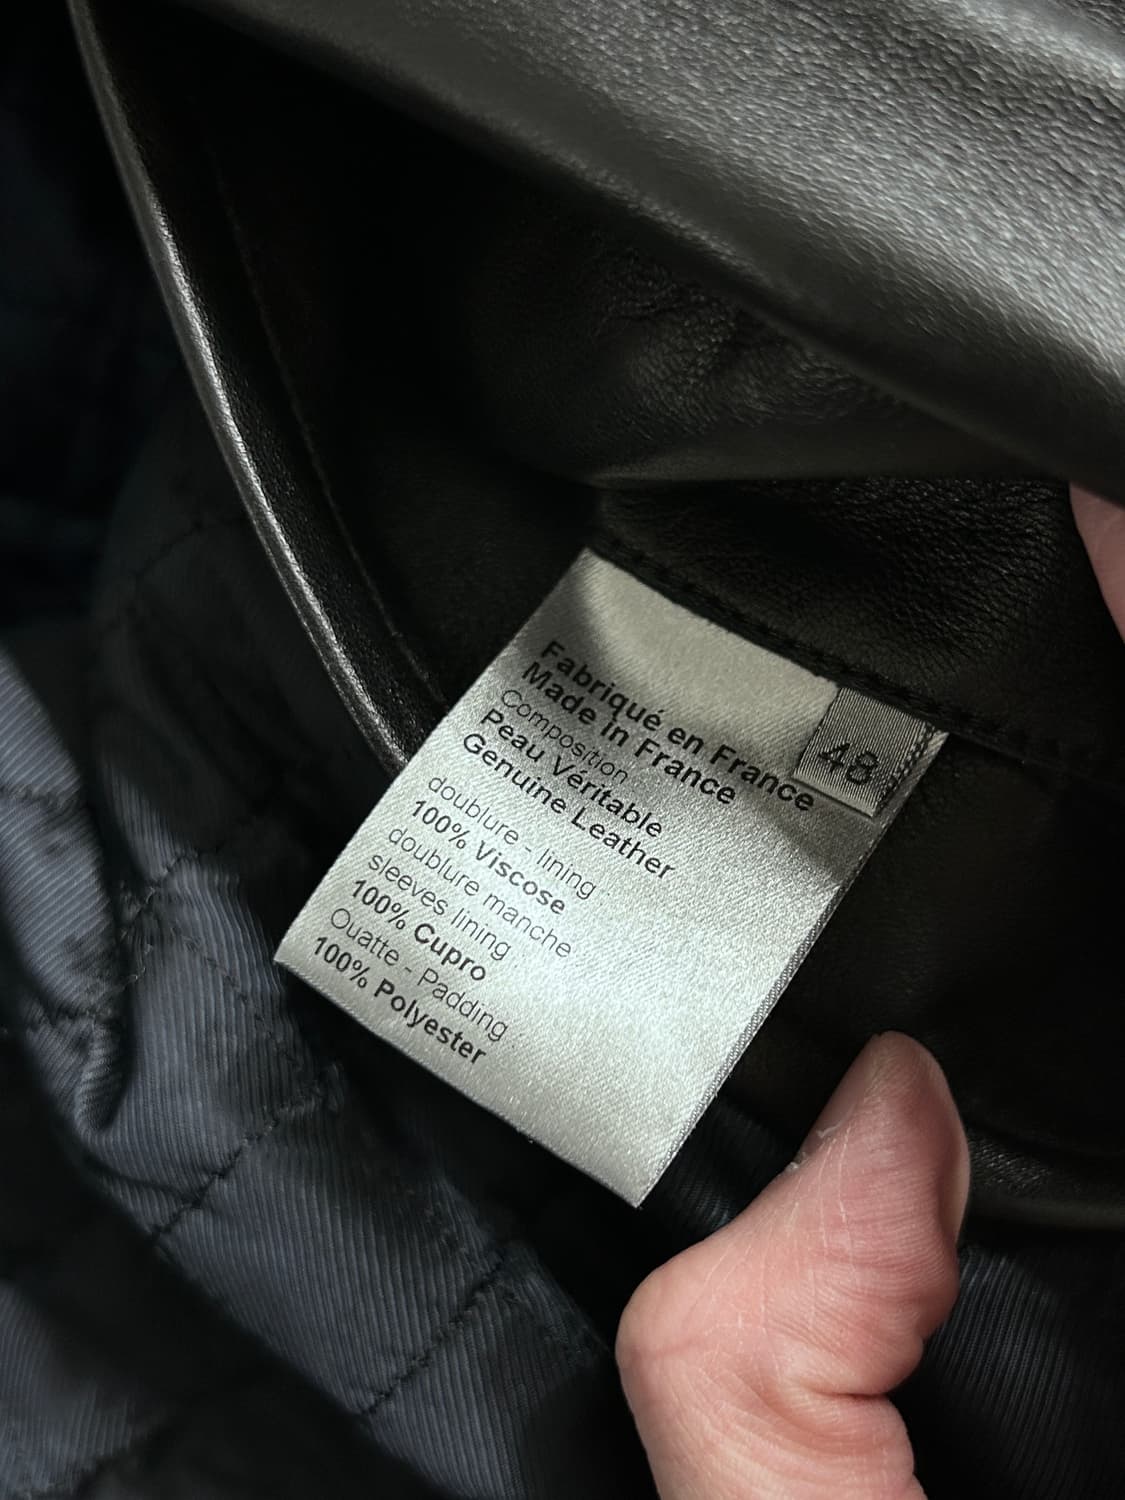 Fabriqué en France
Made in France
Composition
Peau Véritable
Genuine Leather
doublure - lining
100% Viscose
doublure manche
sleeves lining
100% Cupro
Ouatte - Padding
100% Polyester
48